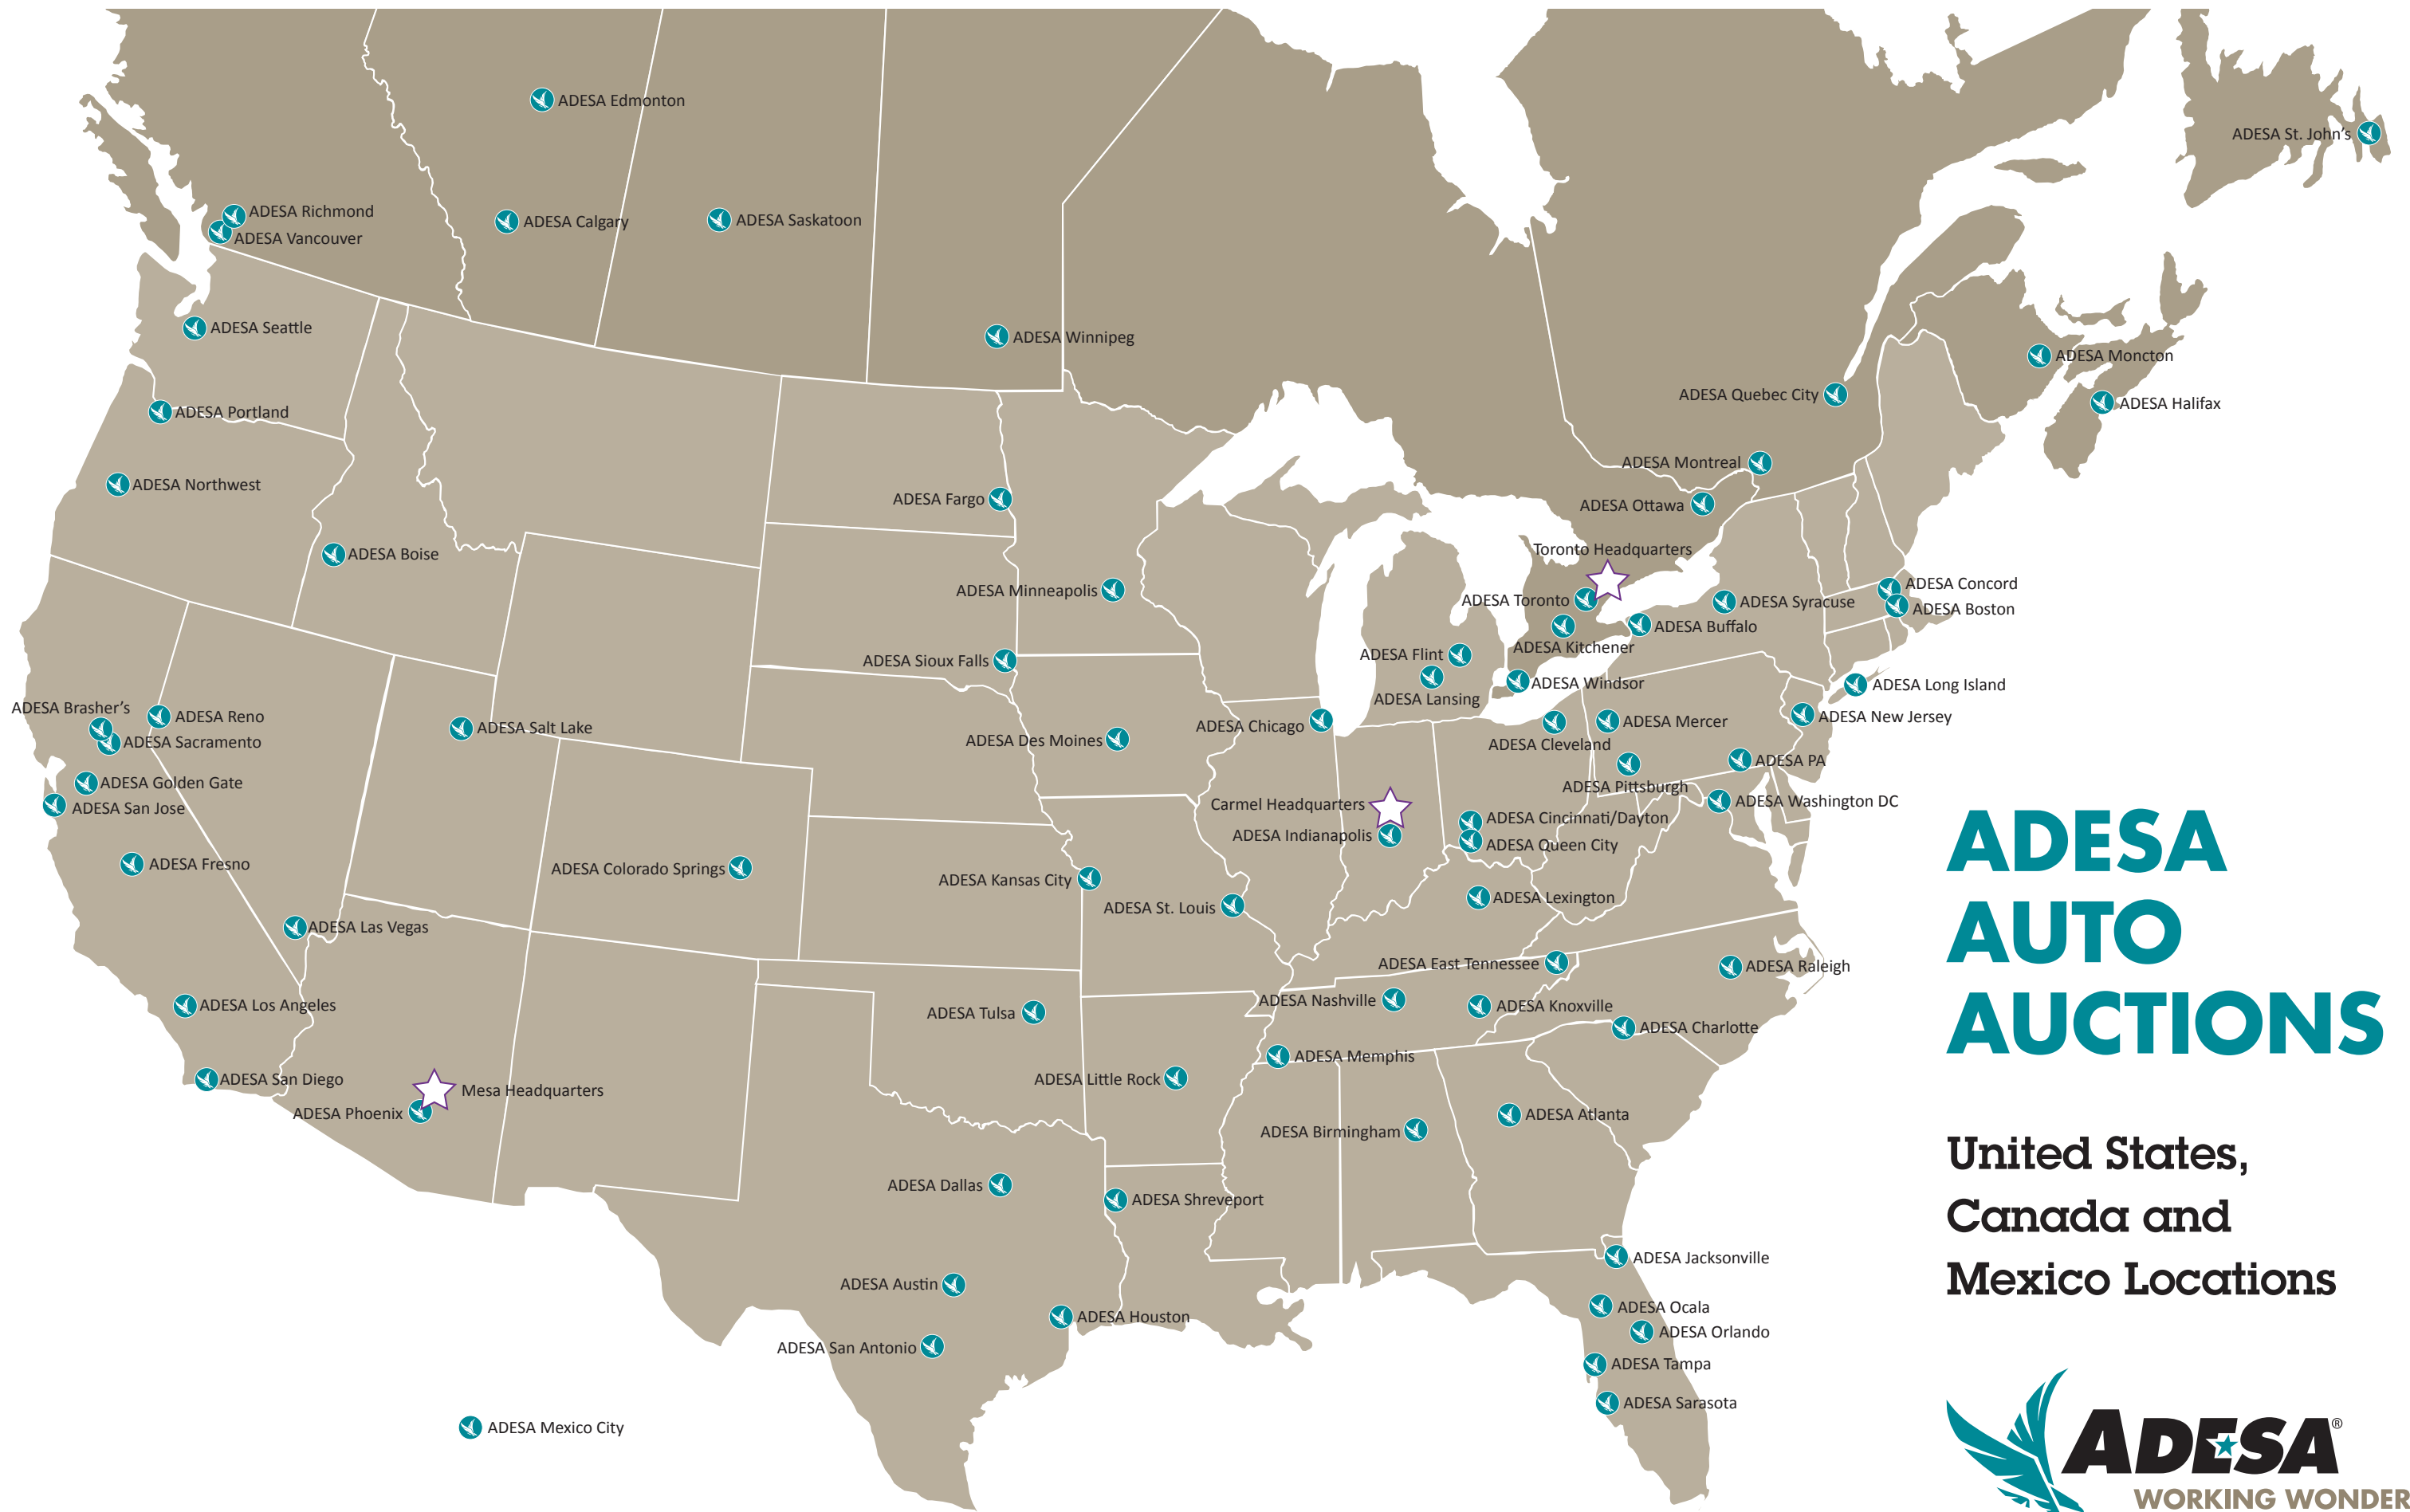 ADESA Edmonton
ADESA St. John's
ADESA Richmond
ADESA Vancouver
ADESA Calgary
ADESA Saskatoon
ADESA Seattle
ADESA Winnipeg
ADESA Moncton
ADESA Quebec City
ADESA Halifax
ADESA Portland
ADESA Montreal
ADESA Northwest
ADESA Fargo
ADESA Ottawa
ADESA Boise
Toronto Headquarters
ADESA Minneapolis
ADESA Toronto
ADESA Syracuse
ADESA Concord
ADESA Boston
ADESA Buffalo
ADESA Kitchener
ADESA Flint
ADESA Sioux Falls
ADESA Windsor
ADESA Long Island
ADESA Lansing
ADESA Brasher's
ADESA Reno
ADESA Sacramento
ADESA Salt Lake
ADESA Chicago
ADESA Mercer
ADESA New Jersey
ADESA Des Moines
ADESA Cleveland
ADESA PA
ADESA Golden Gate
ADESA Pittsburgh
ADESA San Jose
Carmel Headquarters
ADESA Washington DC
ADESA Cincinnati/Dayton
ADESA Indianapolis
ADESA Queen City
ADESA Fresno
ADESA Colorado Springs
ADESA Kansas City
ADESA Lexington
ADESA St. Louis
ADESA Las Vegas
ADESA East Tennessee
ADESA Raleigh
ADESA Los Angeles
ADESA Tulsa
ADESA Nashville
ADESA Knoxville
ADESA Charlotte
ADESA Memphis
ADESA San Diego
Mesa Headquarters
ADESA Little Rock
ADESA Phoenix
ADESA Atlanta
ADESA Birmingham
ADESA Dallas
ADESA Shreveport
ADESA Jacksonville
ADESA Austin
ADESA Ocala
ADESA Houston
ADESA Orlando
ADESA San Antonio
ADESA Tampa
ADESA Sarasota
ADESA Mexico City
ADESA
AUTO
AUCTIONS
United States,
Canada and
Mexico Locations
ADESA®
WORKING WONDER